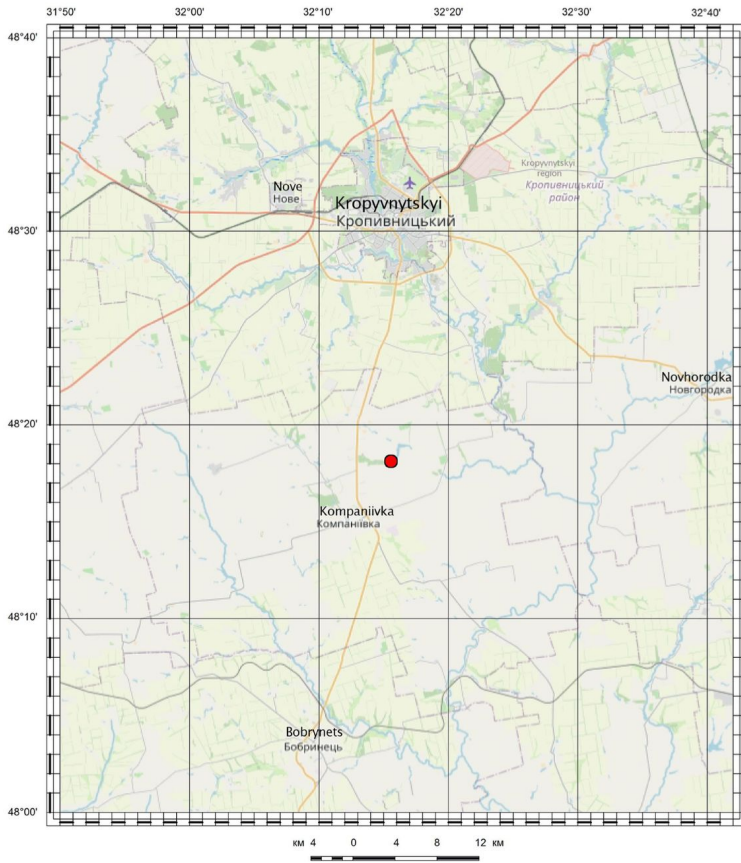 31°50' 32°00' 32°10' 32°20' 32°30' 32°40'
48°40'
Kropyvnytskyi
region
Кропивницький
район
Nove
Нове
Kropyvnytskyi
Кропивницький
48°30'
Novhorodka
Новгородка
48°20'
Kompaniivka
Компаніївка
48°10'
Bobrynets
Бобринець
48°00'
км 4 0 4 8 12 км